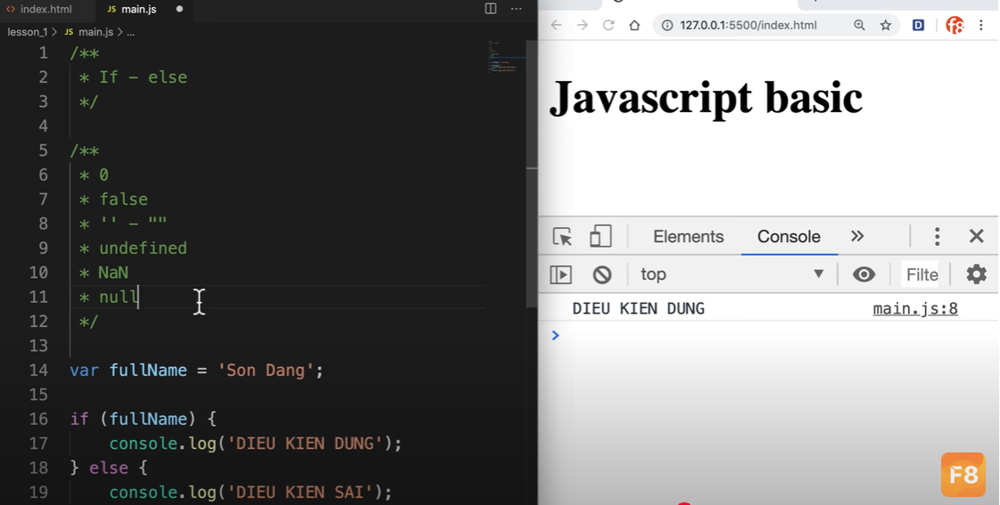 index.html
JS main.js
lesson_1 > JS main.js > ...
1 /**
2 * If – else
3 */
4
5 /**
6 * 0
7 * false
8 * '' – ""
9 * undefined
10 * NaN
11 * null
12 */
13
14 var fullName = 'Son Dang';
15
16 if (fullName) {
17 console.log('DIEU KIEN DUNG');
18 } else {
19 console.log('DIEU KIEN SAI');
127.0.0.1:5500/index.html
Javascript basic
Elements Console »
top Filte
DIEU KIEN DUNG main.js:8
>
F8